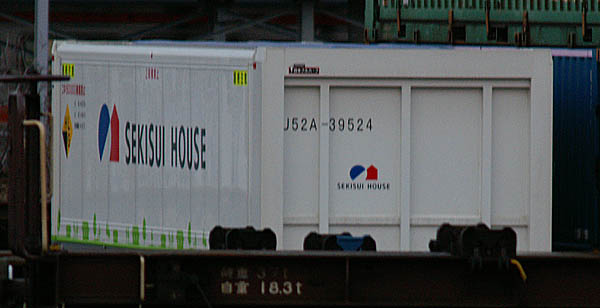 SEKISUI HOUSE
U52A-39524
SEKISUI HOUSE
自重 18.3t